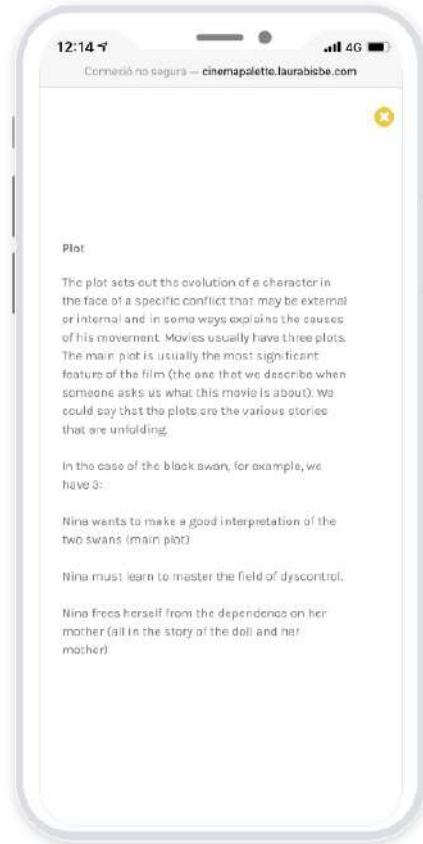 12:14
4G
Connexió no segura — cinemapalette.laurabisbe.com
Plot
The plot sets out the evolution of a character in
the face of a specific conflict that may be external
or internal and in some ways explains the causes
of his movement. Movies usually have three plots.
The main plot is usually the most significant
feature of the film (the one that we describe when
someone asks us what this movie is about). We
could say that the plots are the various stories
that are unfolding.
In the case of the black swan, for example, we
have 3:
Nina wants to make a good interpretation of the
two swans (main plot)
Nina must learn to master the field of dyscontrol.
Nina frees herself from the dependence on her
mother (all in the story of the doll and her
mother)